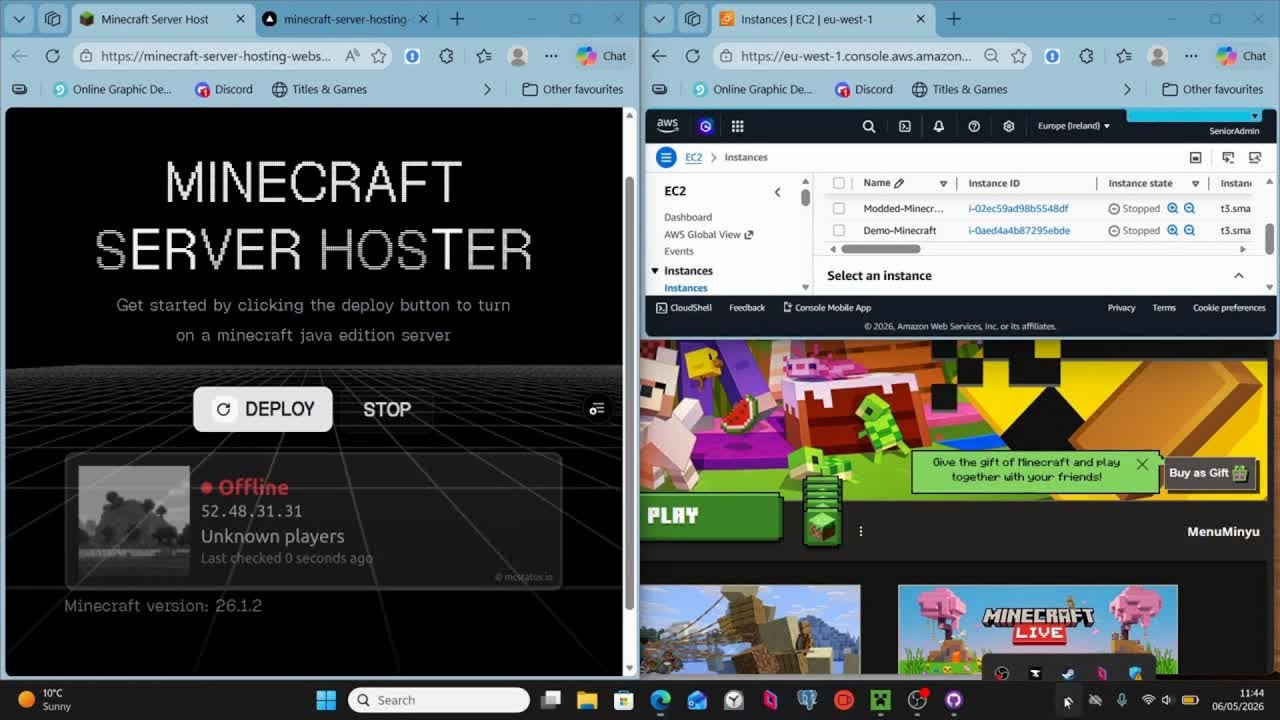 Minecraft Server Host
minecraft-server-hosting-
https://minecraft-server-hosting-webs...
Chat
Online Graphic De...
Discord
Titles & Games
Other favourites
MINECRAFT
SERVER HOSTER
Get started by clicking the deploy button to turn
on a minecraft java edition server
DEPLOY
STOP
Offline
52.48.31.31
Unknown players
Last checked 0 seconds ago
© mcstatus.io
Minecraft version: 26.1.2
Instances | EC2 | eu-west-1
https://eu-west-1.console.aws.amazon...
Chat
Online Graphic De...
Discord
Titles & Games
Other favourites
aws
Europe (Ireland)
SeniorAdmin
EC2
Instances
EC2
Dashboard
AWS Global View
Events
Instances
Instances
Name
Instance ID
Instance state
Instan
Modded-Minecr...
i-02ec59ad98b5548df
Stopped
t3.sma
Demo-Minecraft
i-0aed4a4b87295ebde
Stopped
t3.sma
Select an instance
CloudShell
Feedback
Console Mobile App
Privacy
Terms
Cookie preferences
© 2026, Amazon Web Services, Inc. or its affiliates.
Give the gift of Minecraft and play
together with your friends!
Buy as Gift
PLAY
MenuMinyu
MINECRAFT
LIVE
10°C
Sunny
Search
11:44
06/05/2026